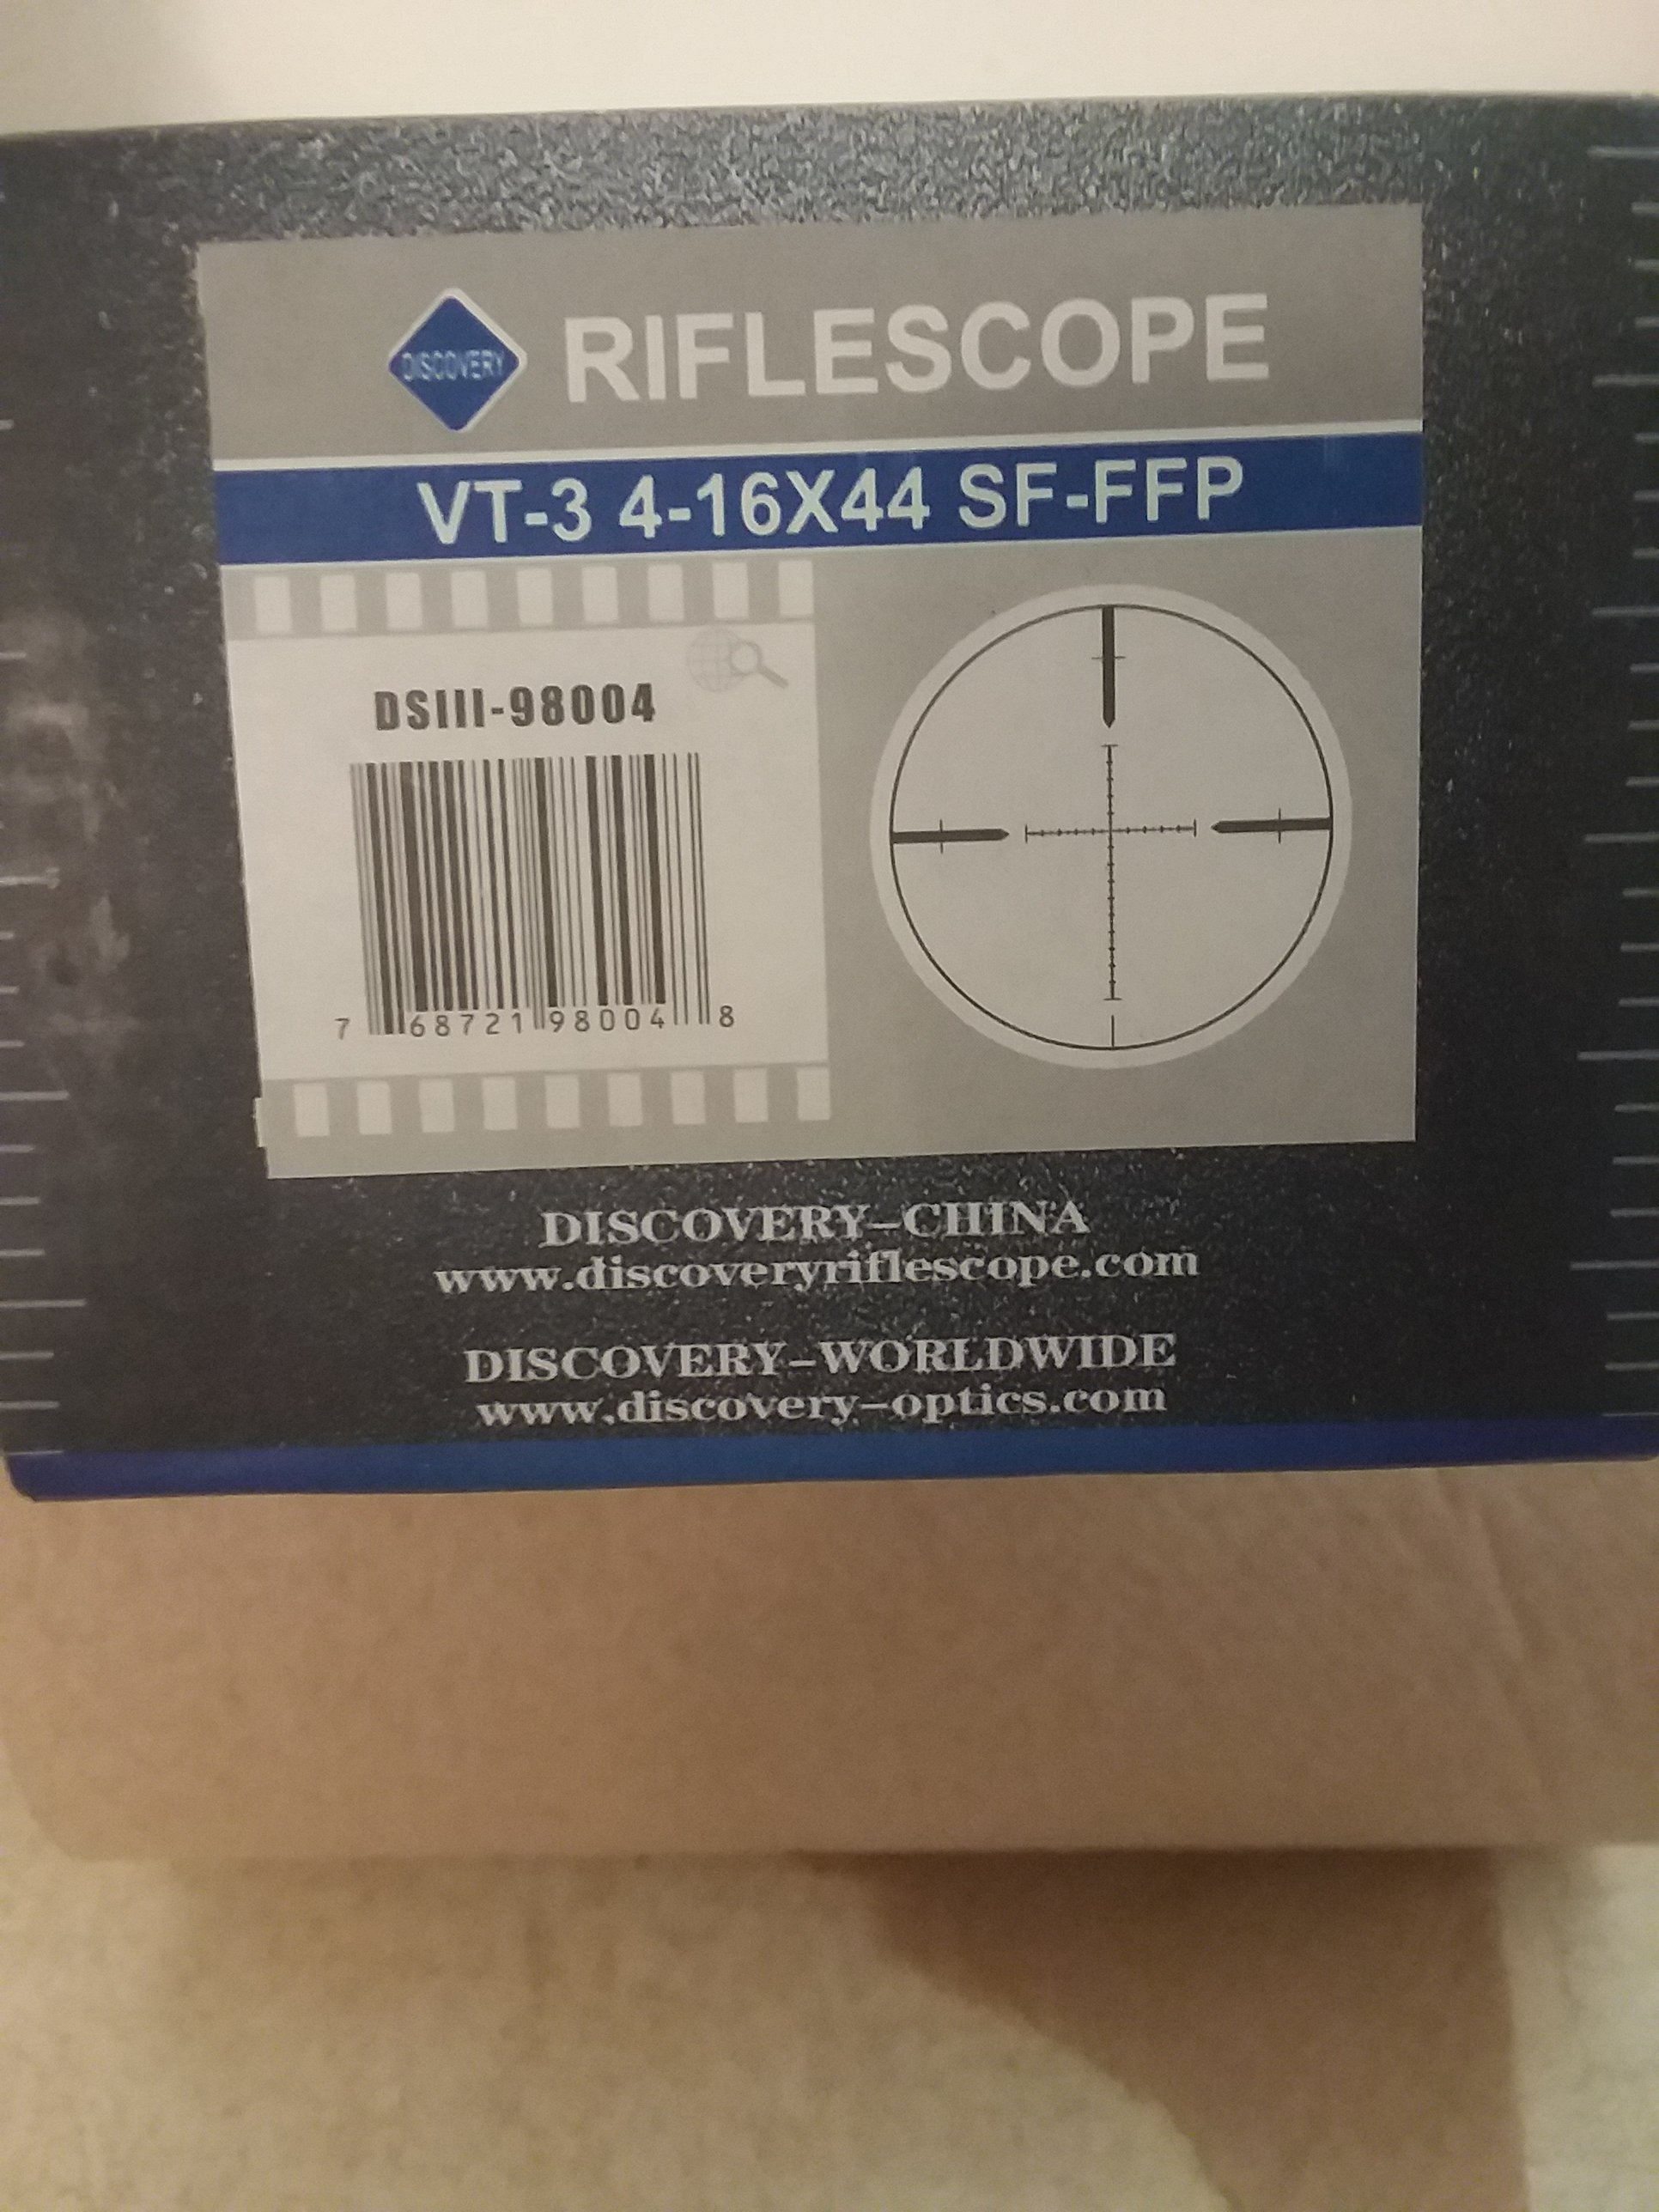 DISCOVERY RIFLESCOPE
VT-3 4-16X44 SF-FFP
DSIII-98004
7 68721 98004 8
DISCOVERY-CHINA
www.discoveryriflescope.com
DISCOVERY-WORLDWIDE
www.discovery-optics.com